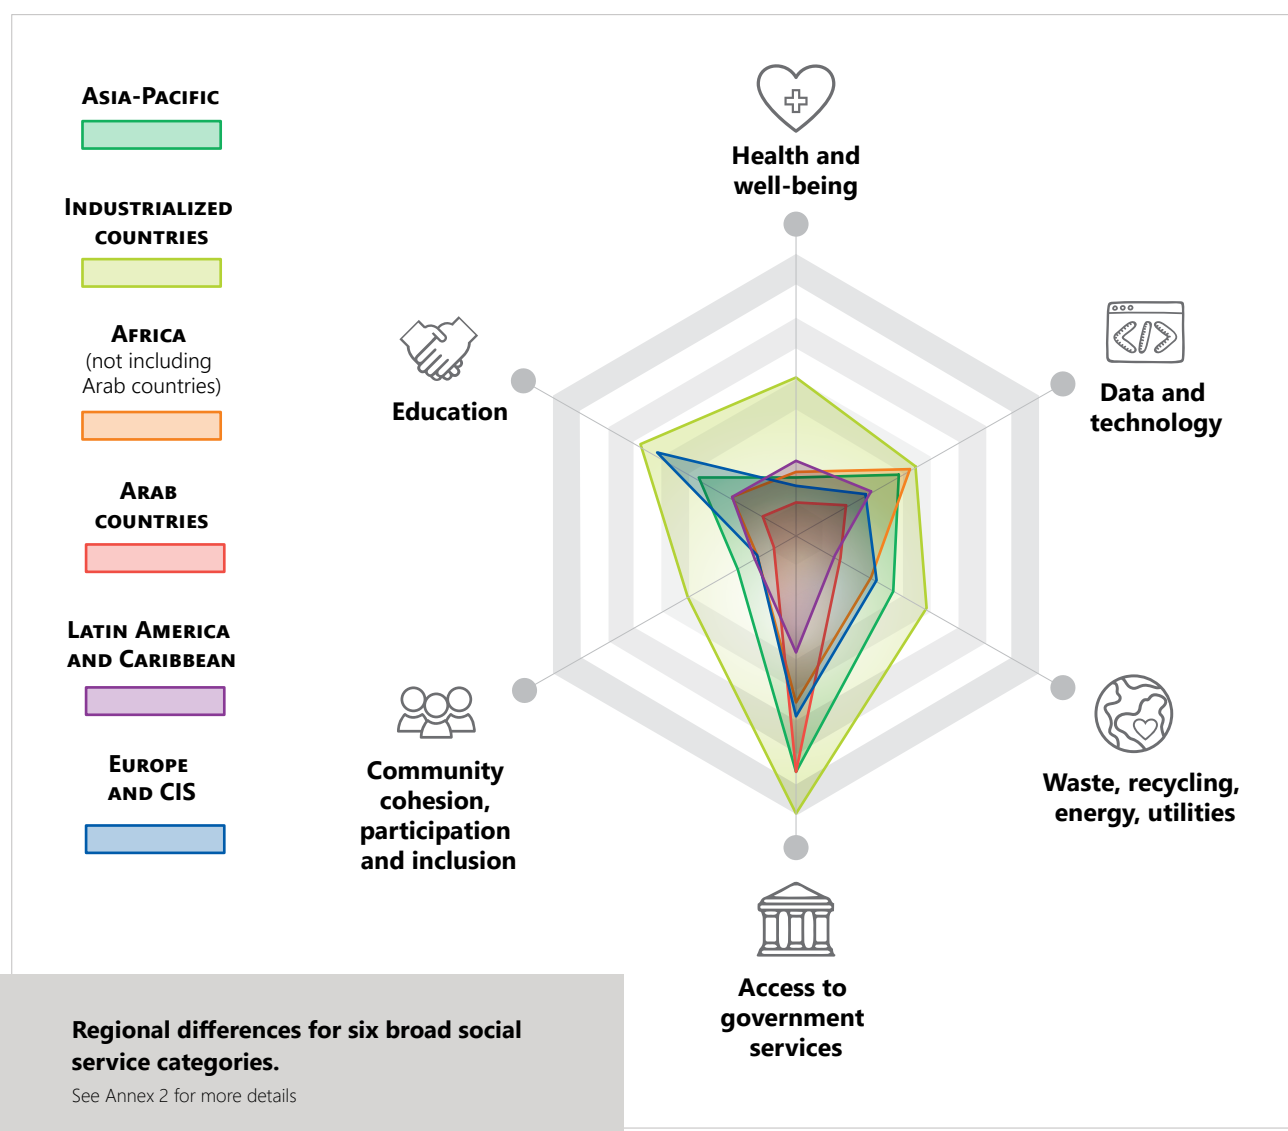 ASIA-PACIFIC
INDUSTRIALIZED
COUNTRIES
AFRICA
(not including
Arab countries)
ARAB
COUNTRIES
LATIN AMERICA
AND CARIBBEAN
EUROPE
AND CIS
Health and
well-being
Data and
technology
Waste, recycling,
energy, utilities
Access to
government
services
Community
cohesion,
participation
and inclusion
Education
Regional differences for six broad social
service categories.
See Annex 2 for more details